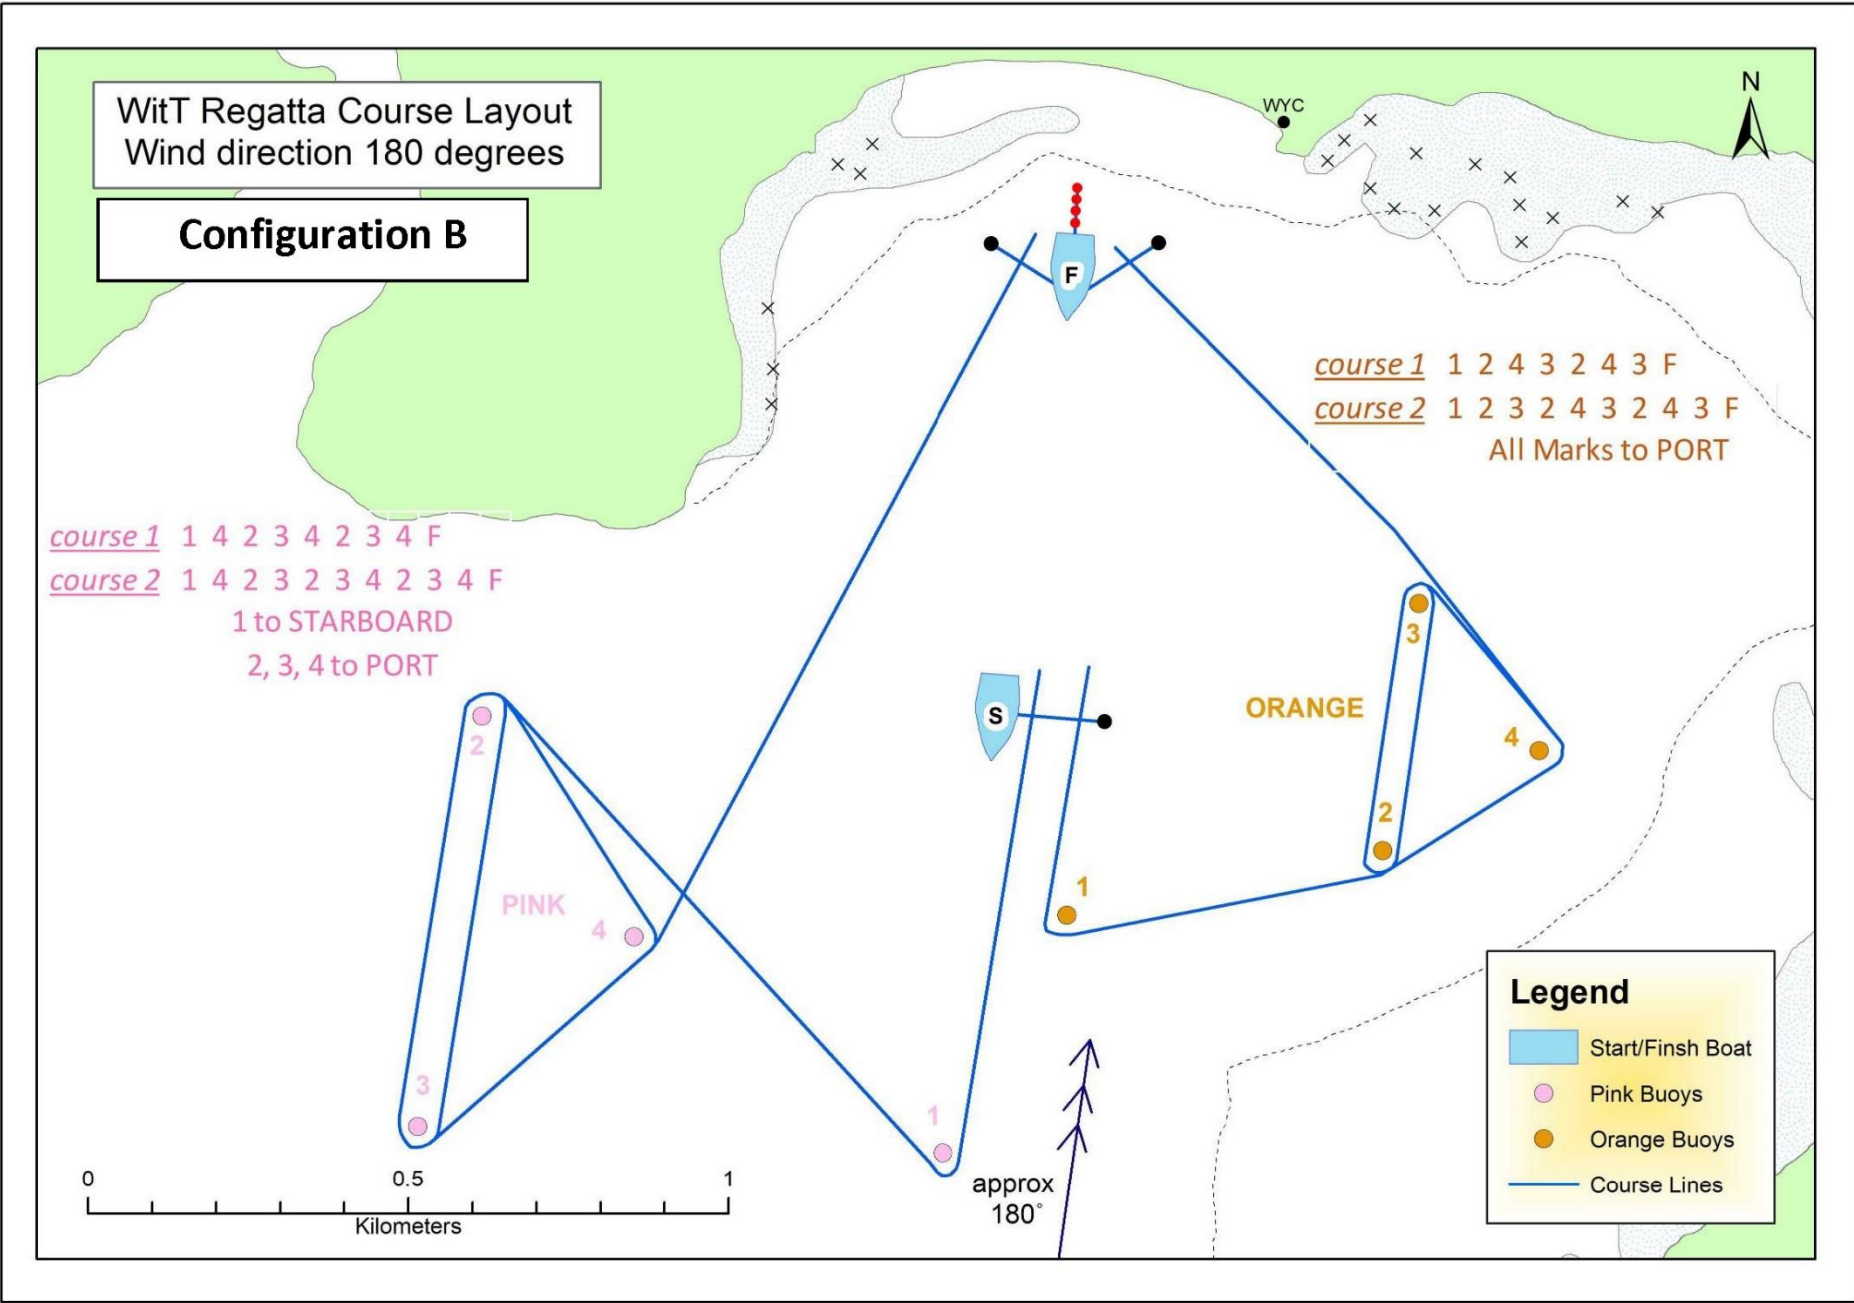 WitT Regatta Course Layout
Wind direction 180 degrees
Configuration B
N
WYC
F
course 1 1 2 4 3 2 4 3 F
course 2 1 2 3 2 4 3 2 4 3 F
All Marks to PORT
course 1 1 4 2 3 4 2 3 4 F
course 2 1 4 2 3 2 3 4 2 3 4 F
1 to STARBOARD
2, 3, 4 to PORT
S
ORANGE
3
4
2
1
2
PINK
4
3
1
approx
180°
0 0.5 1
Kilometers
Legend
Start/Finsh Boat
Pink Buoys
Orange Buoys
Course Lines